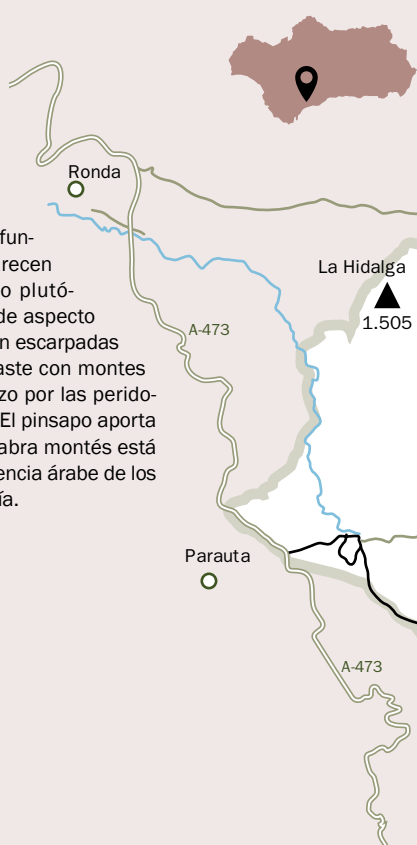 Ronda
fun-
recen
o plutó-
de aspecto
n escarpadas
aste con montes
zo por las perido-
El pinsapo aporta
abra montés está
encia árabe de los
ía.
La Hidalga
1.505
A-473
Parauta
A-473